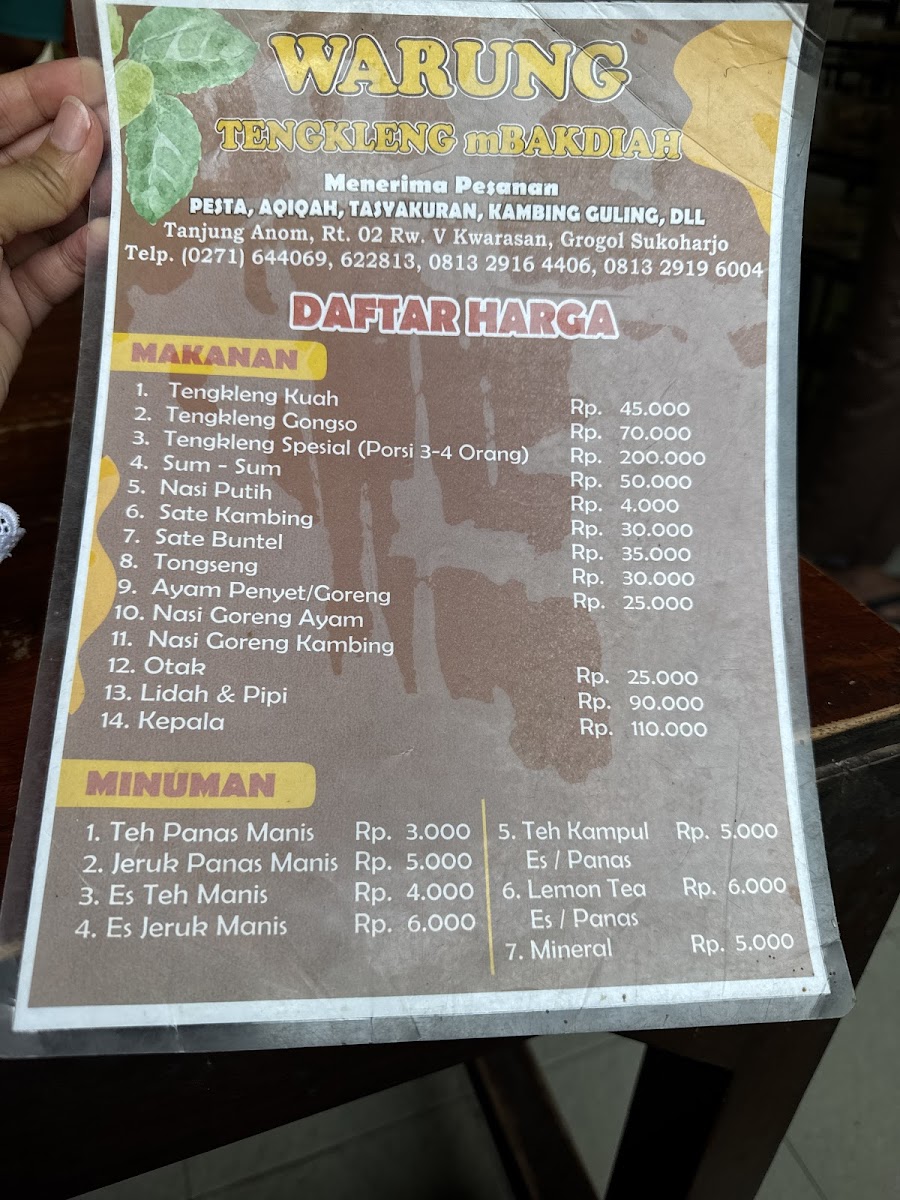 WARUNG
TENGKLENG mBAKDIAH
Menerima Pesanan
PESTA, AQIQAH, TASYAKURAN, KAMBING GULING, DLL
Tanjung Anom, Rt. 02 Rw. V Kwarasan, Grogol Sukoharjo
Telp. (0271) 644069, 622813, 0813 2916 4406, 0813 2919 6004
DAFTAR HARGA
MAKANAN
1. Tengkleng Kuah Rp. 45.000
2. Tengkleng Gongso Rp. 70.000
3. Tengkleng Spesial (Porsi 3-4 Orang) Rp. 200.000
4. Sum - Sum Rp. 50.000
5. Nasi Putih Rp. 4.000
6. Sate Kambing Rp. 30.000
7. Sate Buntel Rp. 35.000
8. Tongseng Rp. 30.000
9. Ayam Penyet/Goreng Rp. 25.000
10. Nasi Goreng Ayam
11. Nasi Goreng Kambing
12. Otak Rp. 25.000
13. Lidah & Pipi Rp. 90.000
14. Kepala Rp. 110.000
MINUMAN
1. Teh Panas Manis Rp. 3.000
2. Jeruk Panas Manis Rp. 5.000
3. Es Teh Manis Rp. 4.000
4. Es Jeruk Manis Rp. 6.000
5. Teh Kampul Rp. 5.000
Es / Panas
6. Lemon Tea Rp. 6.000
Es / Panas
7. Mineral Rp. 5.000